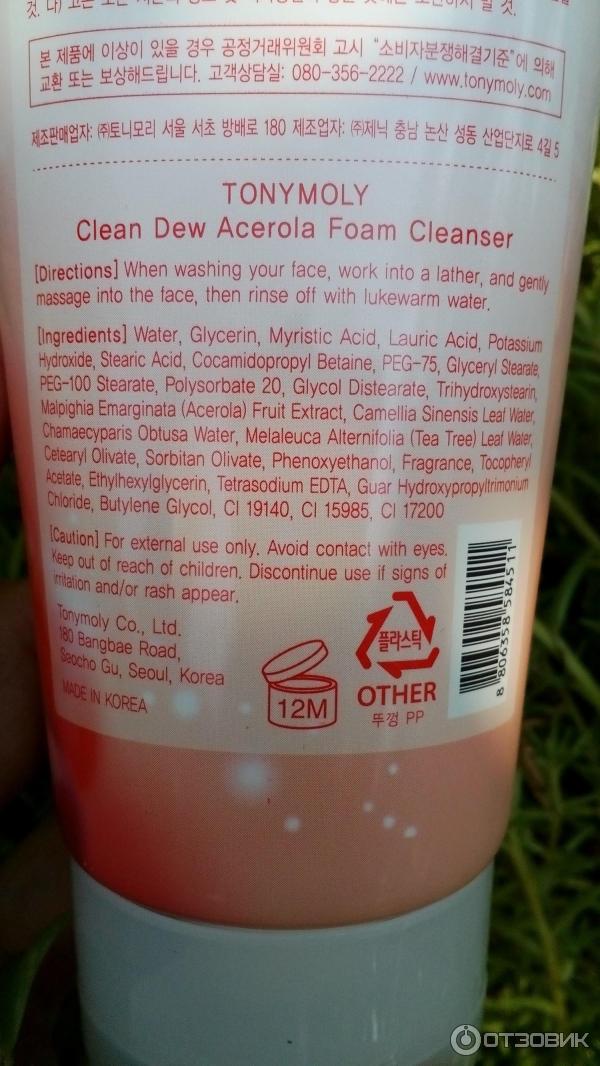 것.
본 제품에 이상이 있을 경우 공정거래위원회 고시 "소비자분쟁해결기준"에 의해
교환 또는 보상해드립니다. 고객상담실: 080-356-2222 / www.tonymoly.com
제조판매업자: ㈜토니모리 서울 서초 방배로 180 제조업자: ㈜제닉 충남 논산 성동 산업단지로 4길 5
TONYMOLY
Clean Dew Acerola Foam Cleanser
[Directions] When washing your face, work into a lather, and gently
massage into the face, then rinse off with lukewarm water.
[Ingredients] Water, Glycerin, Myristic Acid, Lauric Acid, Potassium
Hydroxide, Stearic Acid, Cocamidopropyl Betaine, PEG-75, Glyceryl Stearate,
PEG-100 Stearate, Polysorbate 20, Glycol Distearate, Trihydroxystearin,
Malpighia Emarginata (Acerola) Fruit Extract, Camellia Sinensis Leaf Water,
Chamaecyparis Obtusa Water, Melaleuca Alternifolia (Tea Tree) Leaf Water,
Cetearyl Olivate, Sorbitan Olivate, Phenoxyethanol, Fragrance, Tocopheryl
Acetate, Ethylhexylglycerin, Tetrasodium EDTA, Guar Hydroxypropyltrimonium
Chloride, Butylene Glycol, CI 19140, CI 15985, CI 17200
[Caution] For external use only. Avoid contact with eyes.
Keep out of reach of children. Discontinue use if signs of
irritation and/or rash appear.
Tonymoly Co., Ltd.
180 Bangbae Road,
Seocho Gu, Seoul, Korea
MADE IN KOREA
12M
플라스틱
OTHER
뚜껑 PP
8 806358 584511
ОТЗОВИК